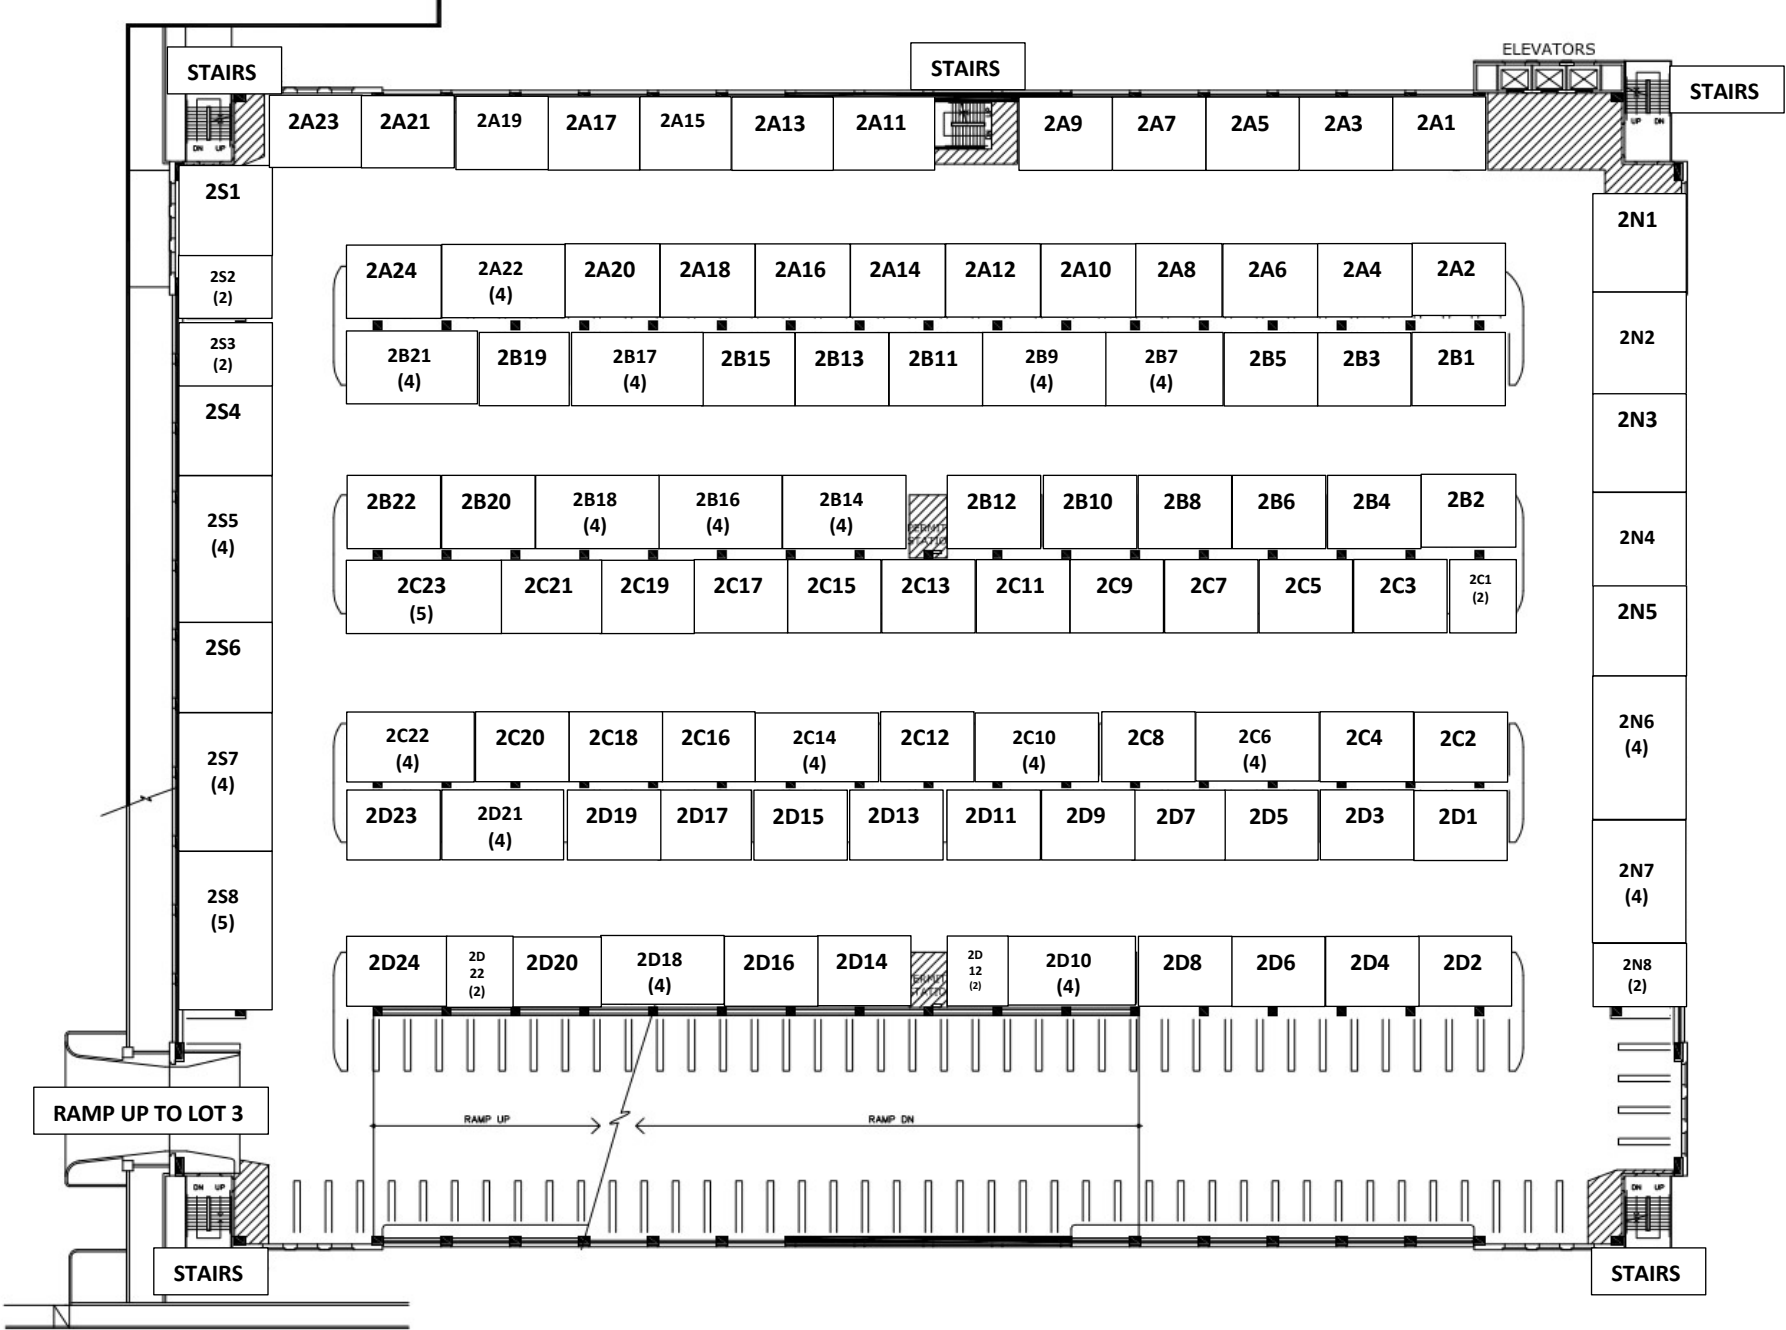 ELEVATORS
STAIRS
STAIRS
STAIRS
UP DN
DN UP
2A23 2A21 2A19 2A17 2A15 2A13 2A11 2A9 2A7 2A5 2A3 2A1
2S1
2N1
2A24 2A22 2A20 2A18 2A16 2A14 2A12 2A10 2A8 2A6 2A4 2A2
(4)
2S2
(2)
2S3
(2)
2N2
2B21 2B19 2B17 2B15 2B13 2B11 2B9 2B7 2B5 2B3 2B1
(4) (4) (4) (4)
2S4
2N3
2B22 2B20 2B18 2B16 2B14 2B12 2B10 2B8 2B6 2B4 2B2
(4) (4) (4)
2S5
(4)
2N4
2C23 2C21 2C19 2C17 2C15 2C13 2C11 2C9 2C7 2C5 2C3 2C1
(5) (2)
2N5
2S6
2N6
(4)
2C22 2C20 2C18 2C16 2C14 2C12 2C10 2C8 2C6 2C4 2C2
(4) (4) (4) (4)
2S7
(4)
2D23 2D21 2D19 2D17 2D15 2D13 2D11 2D9 2D7 2D5 2D3 2D1
(4)
2N7
(4)
2S8
(5)
2D24 2D 2D20 2D18 2D16 2D14 2D 2D10 2D8 2D6 2D4 2D2
22 12
(2) (4) (2) (4)
2N8
(2)
RAMP UP TO LOT 3
RAMP UP RAMP DN
DN UP
DN UP
STAIRS
STAIRS